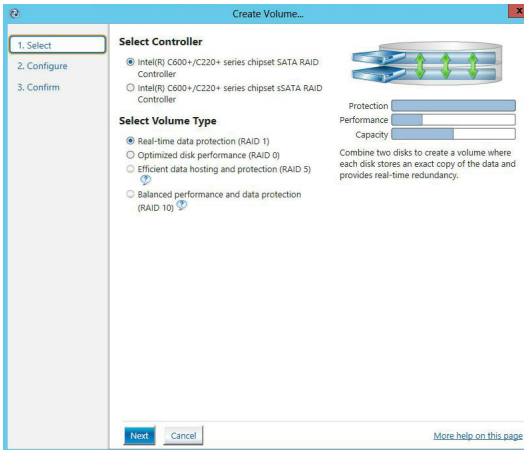 Create Volume...
x
1. Select
2. Configure
3. Confirm
Select Controller
Intel(R) C600+/C220+ series chipset SATA RAID
Controller
Intel(R) C600+/C220+ series chipset sSATA RAID
Controller
Select Volume Type
Real-time data protection (RAID 1)
Optimized disk performance (RAID 0)
Efficient data hosting and protection (RAID 5)
?
Balanced performance and data protection
(RAID 10) ?
Protection
Performance
Capacity
Combine two disks to create a volume where
each disk stores an exact copy of the data and
provides real-time redundancy.
Next
Cancel
More help on this page